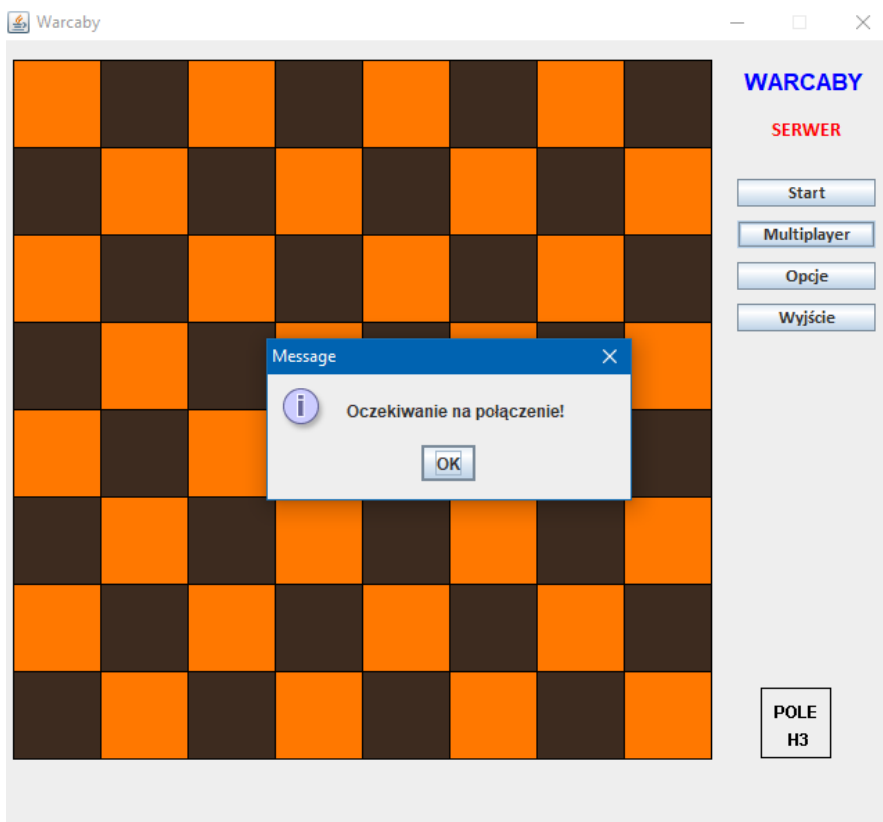 Warcaby
WARCABY
SERWER
Start
Multiplayer
Opcje
Wyjście
Message
i
Oczekiwanie na połączenie!
OK
POLE
H3